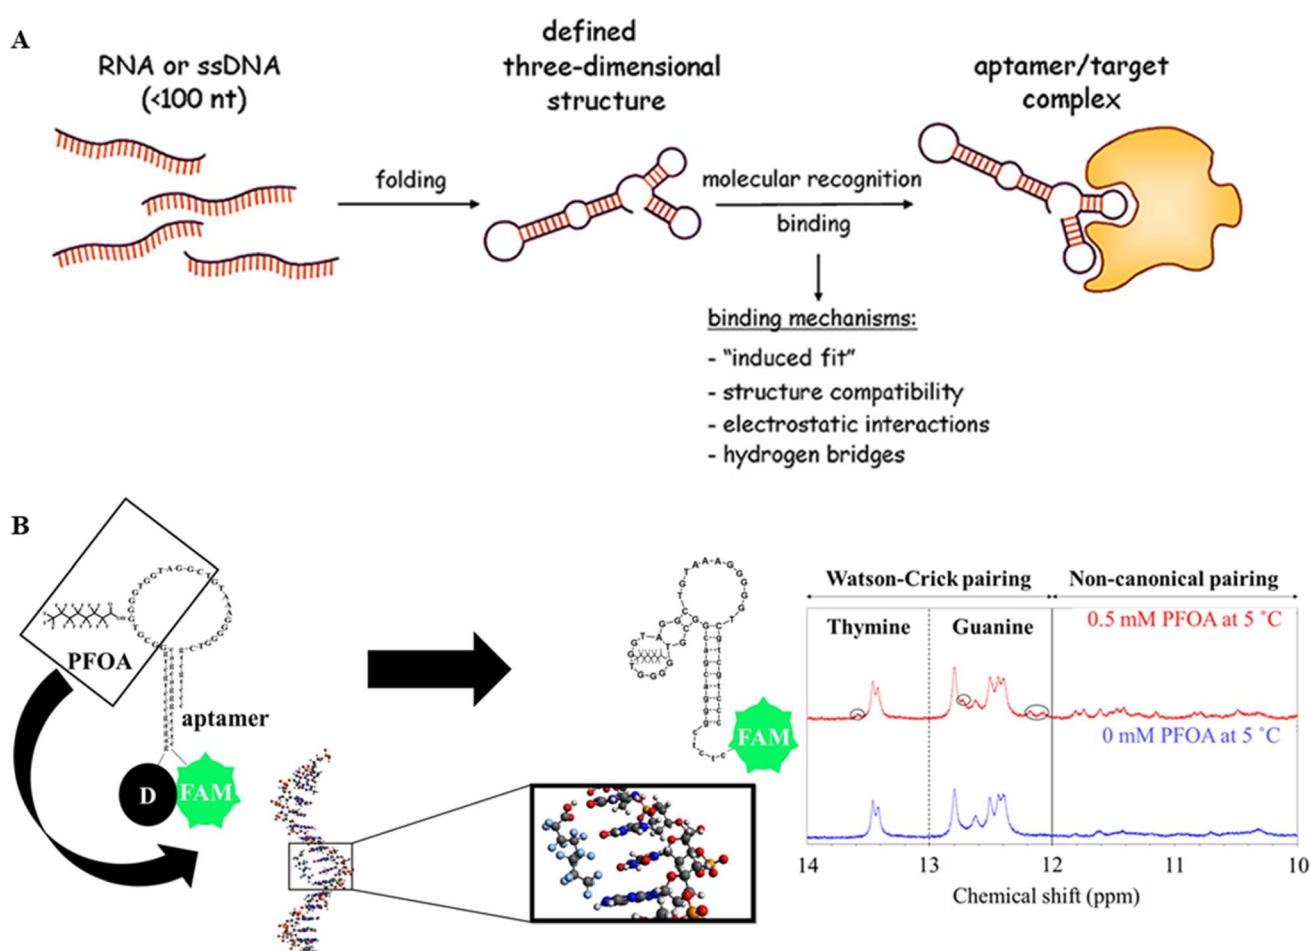 A
RNA or ssDNA
(<100 nt)
defined
three-dimensional
structure
aptamer/target
complex
folding
molecular recognition
binding
binding mechanisms:
- “induced fit”
- structure compatibility
- electrostatic interactions
- hydrogen bridges
B
PFOA
aptamer
D
FAM
FAM
Watson-Crick pairing
Non-canonical pairing
Thymine
Guanine
0.5 mM PFOA at 5 ˚C
0 mM PFOA at 5 ˚C
14
13
12
11
10
Chemical shift (ppm)